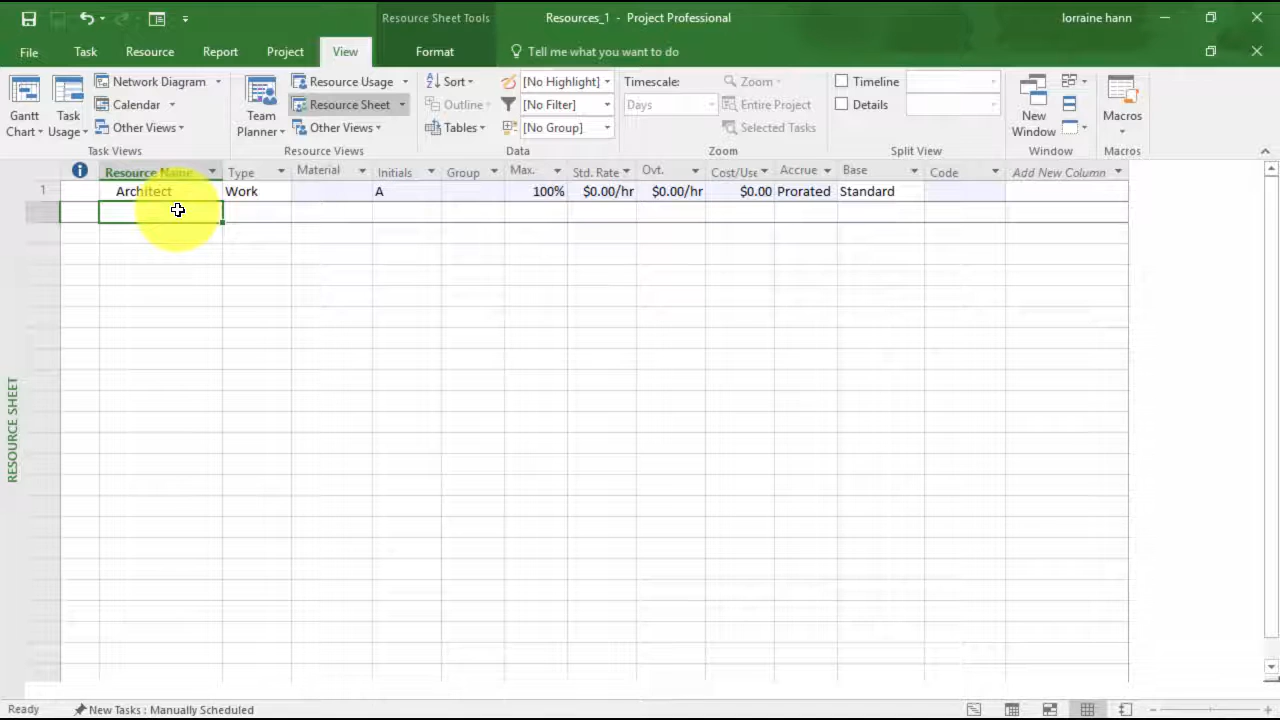 Resource Sheet Tools
Resources_1 - Project Professional
lorraine hann
File Task Resource Report Project View Format Tell me what you want to do
Gantt Chart
Task Usage
Network Diagram
Calendar
Other Views
Task Views
Team Planner
Resource Usage
Resource Sheet
Other Views
Resource Views
Sort
Outline
Tables
[No Highlight]
[No Filter]
[No Group]
Data
Timescale:
Days
Zoom
Entire Project
Selected Tasks
Zoom
Timeline
Details
Split View
New Window
Window
Macros
Macros
Resource Name Type Material Initials Group Max. Std. Rate Ovt. Cost/Use Accrue Base Code Add New Column
1 Architect Work A 100% $0.00/hr $0.00/hr $0.00 Prorated Standard
RESOURCE SHEET
Ready New Tasks : Manually Scheduled